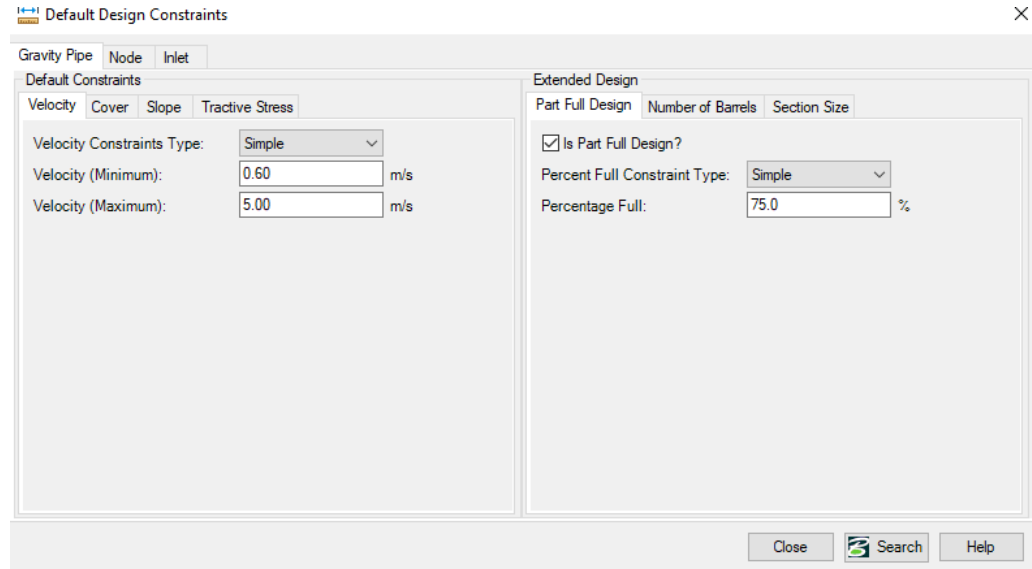 Default Design Constraints
Gravity Pipe Node Inlet
Default Constraints
Velocity Cover Slope Tractive Stress
Velocity Constraints Type: Simple
Velocity (Minimum): 0.60 m/s
Velocity (Maximum): 5.00 m/s
Extended Design
Part Full Design Number of Barrels Section Size
Is Part Full Design?
Percent Full Constraint Type: Simple
Percentage Full: 75.0 %
Close Search Help